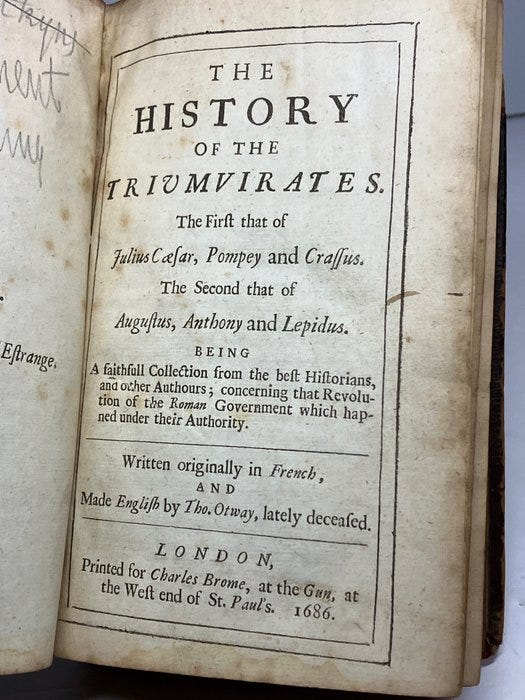 Estrange,
THE
HISTORY
OF THE
TRIUMVIRATES.
The First that of
Julius Cæsar, Pompey and Crassus.
The Second that of
Augustus, Anthony and Lepidus.
BEING
A faithfull Collection from the best Historians,
and other Authours; concerning that Revolu-
tion of the Roman Government which hap-
ned under their Authority.
Written originally in French,
AND
Made English by Tho. Otway, lately deceased.
LONDON,
Printed for Charles Brome, at the Gun, at
the West end of St. Paul's. 1686.